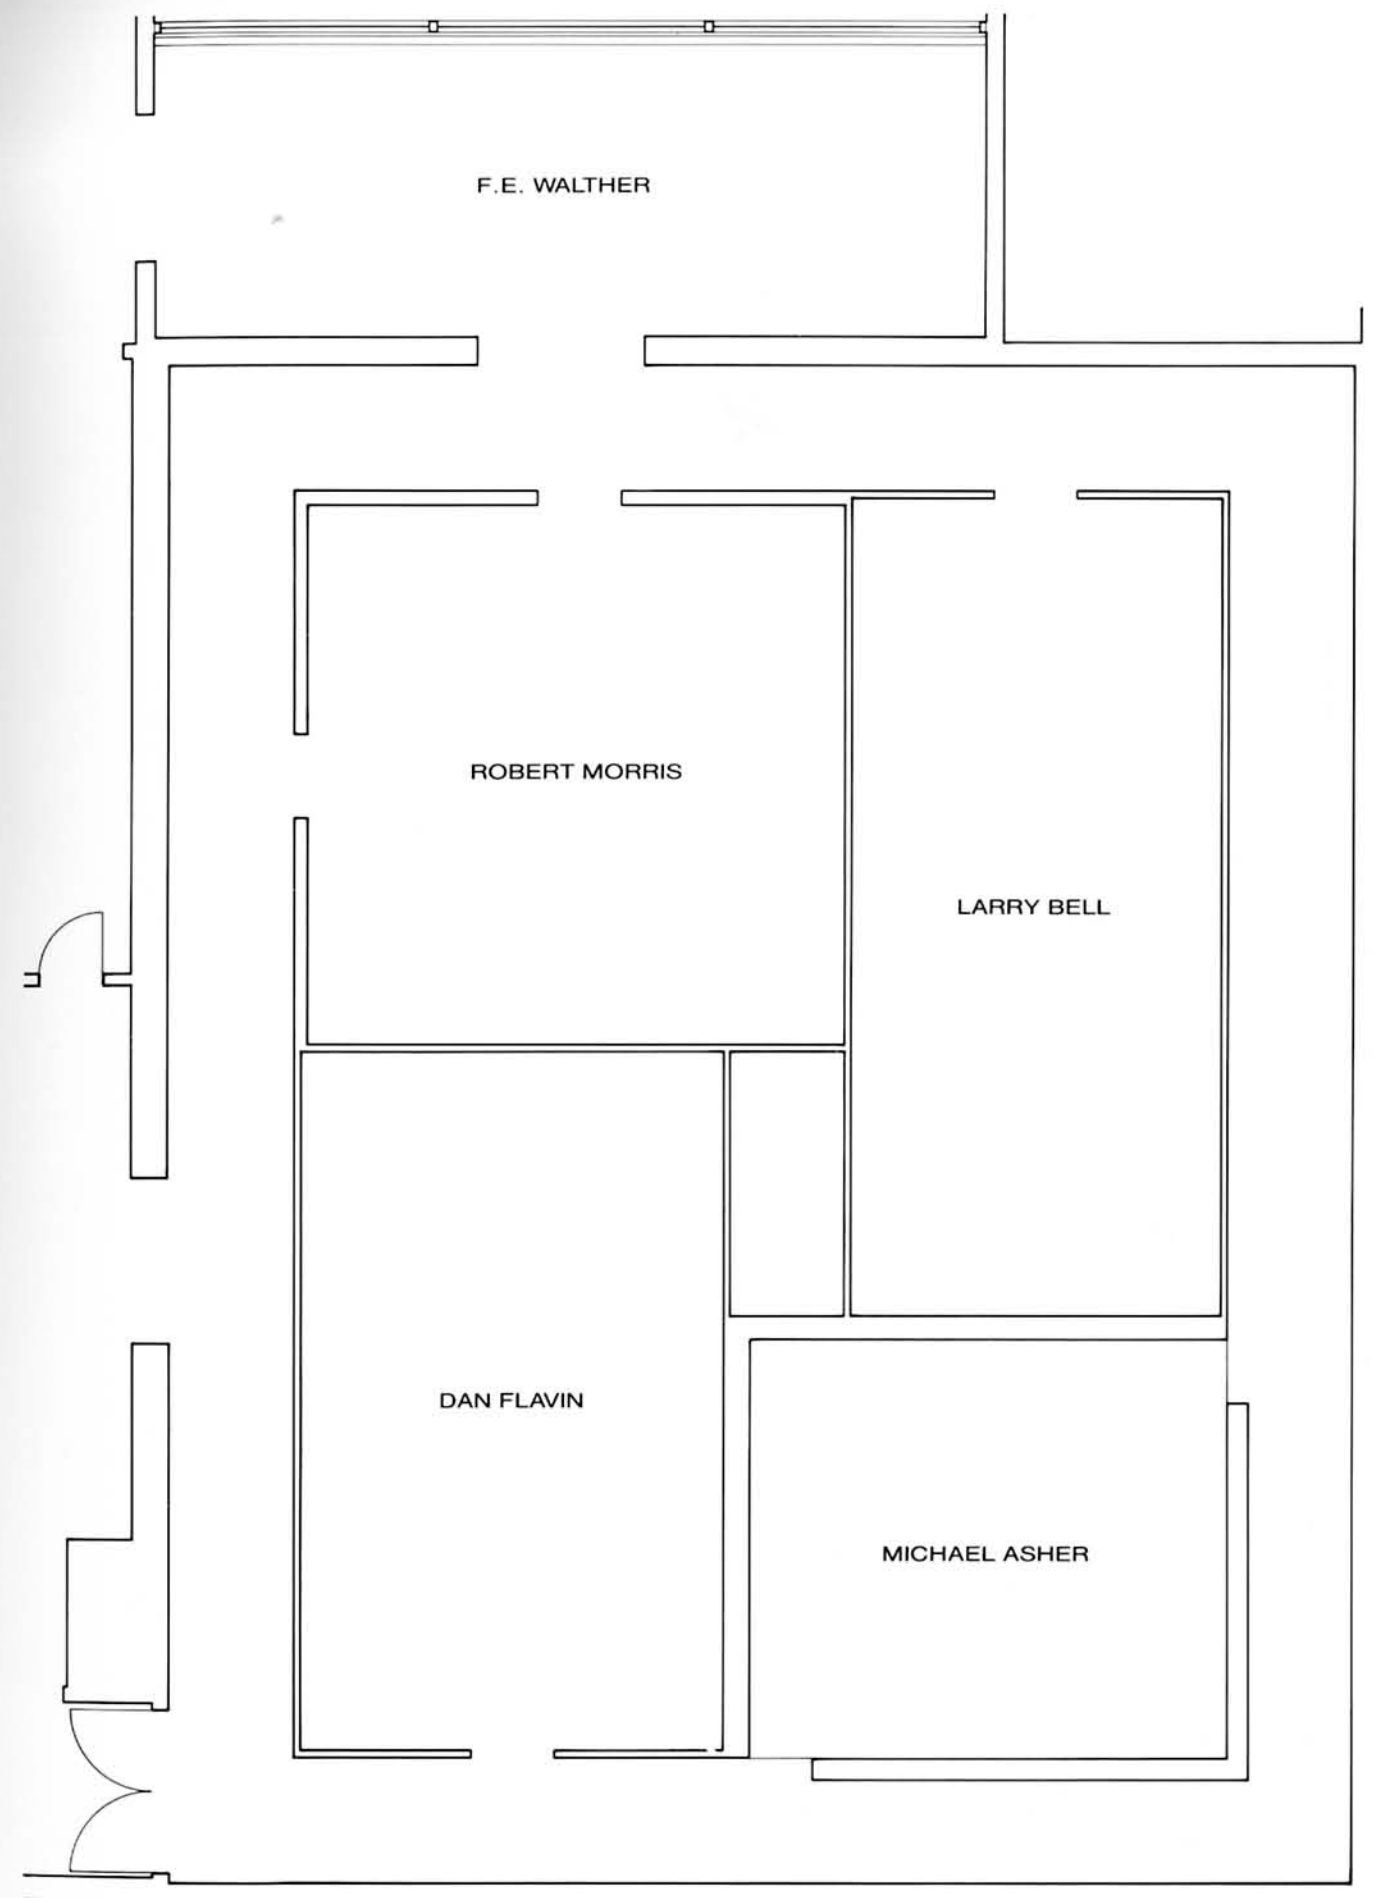 F.E. WALTHER
ROBERT MORRIS
LARRY BELL
DAN FLAVIN
MICHAEL ASHER